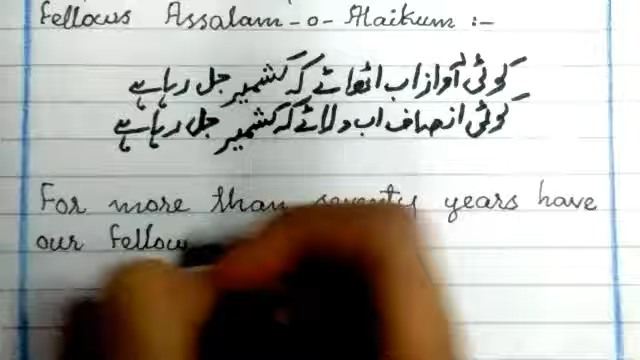 Fellows Assalam-o-Alaikum :-
کوئی آواز اب اٹھائے کہ کشمیر جل رہا ہے
کوئی انصاف اب دلائے کہ کشمیر جل رہا ہے
For more than seventy years have
our fellow